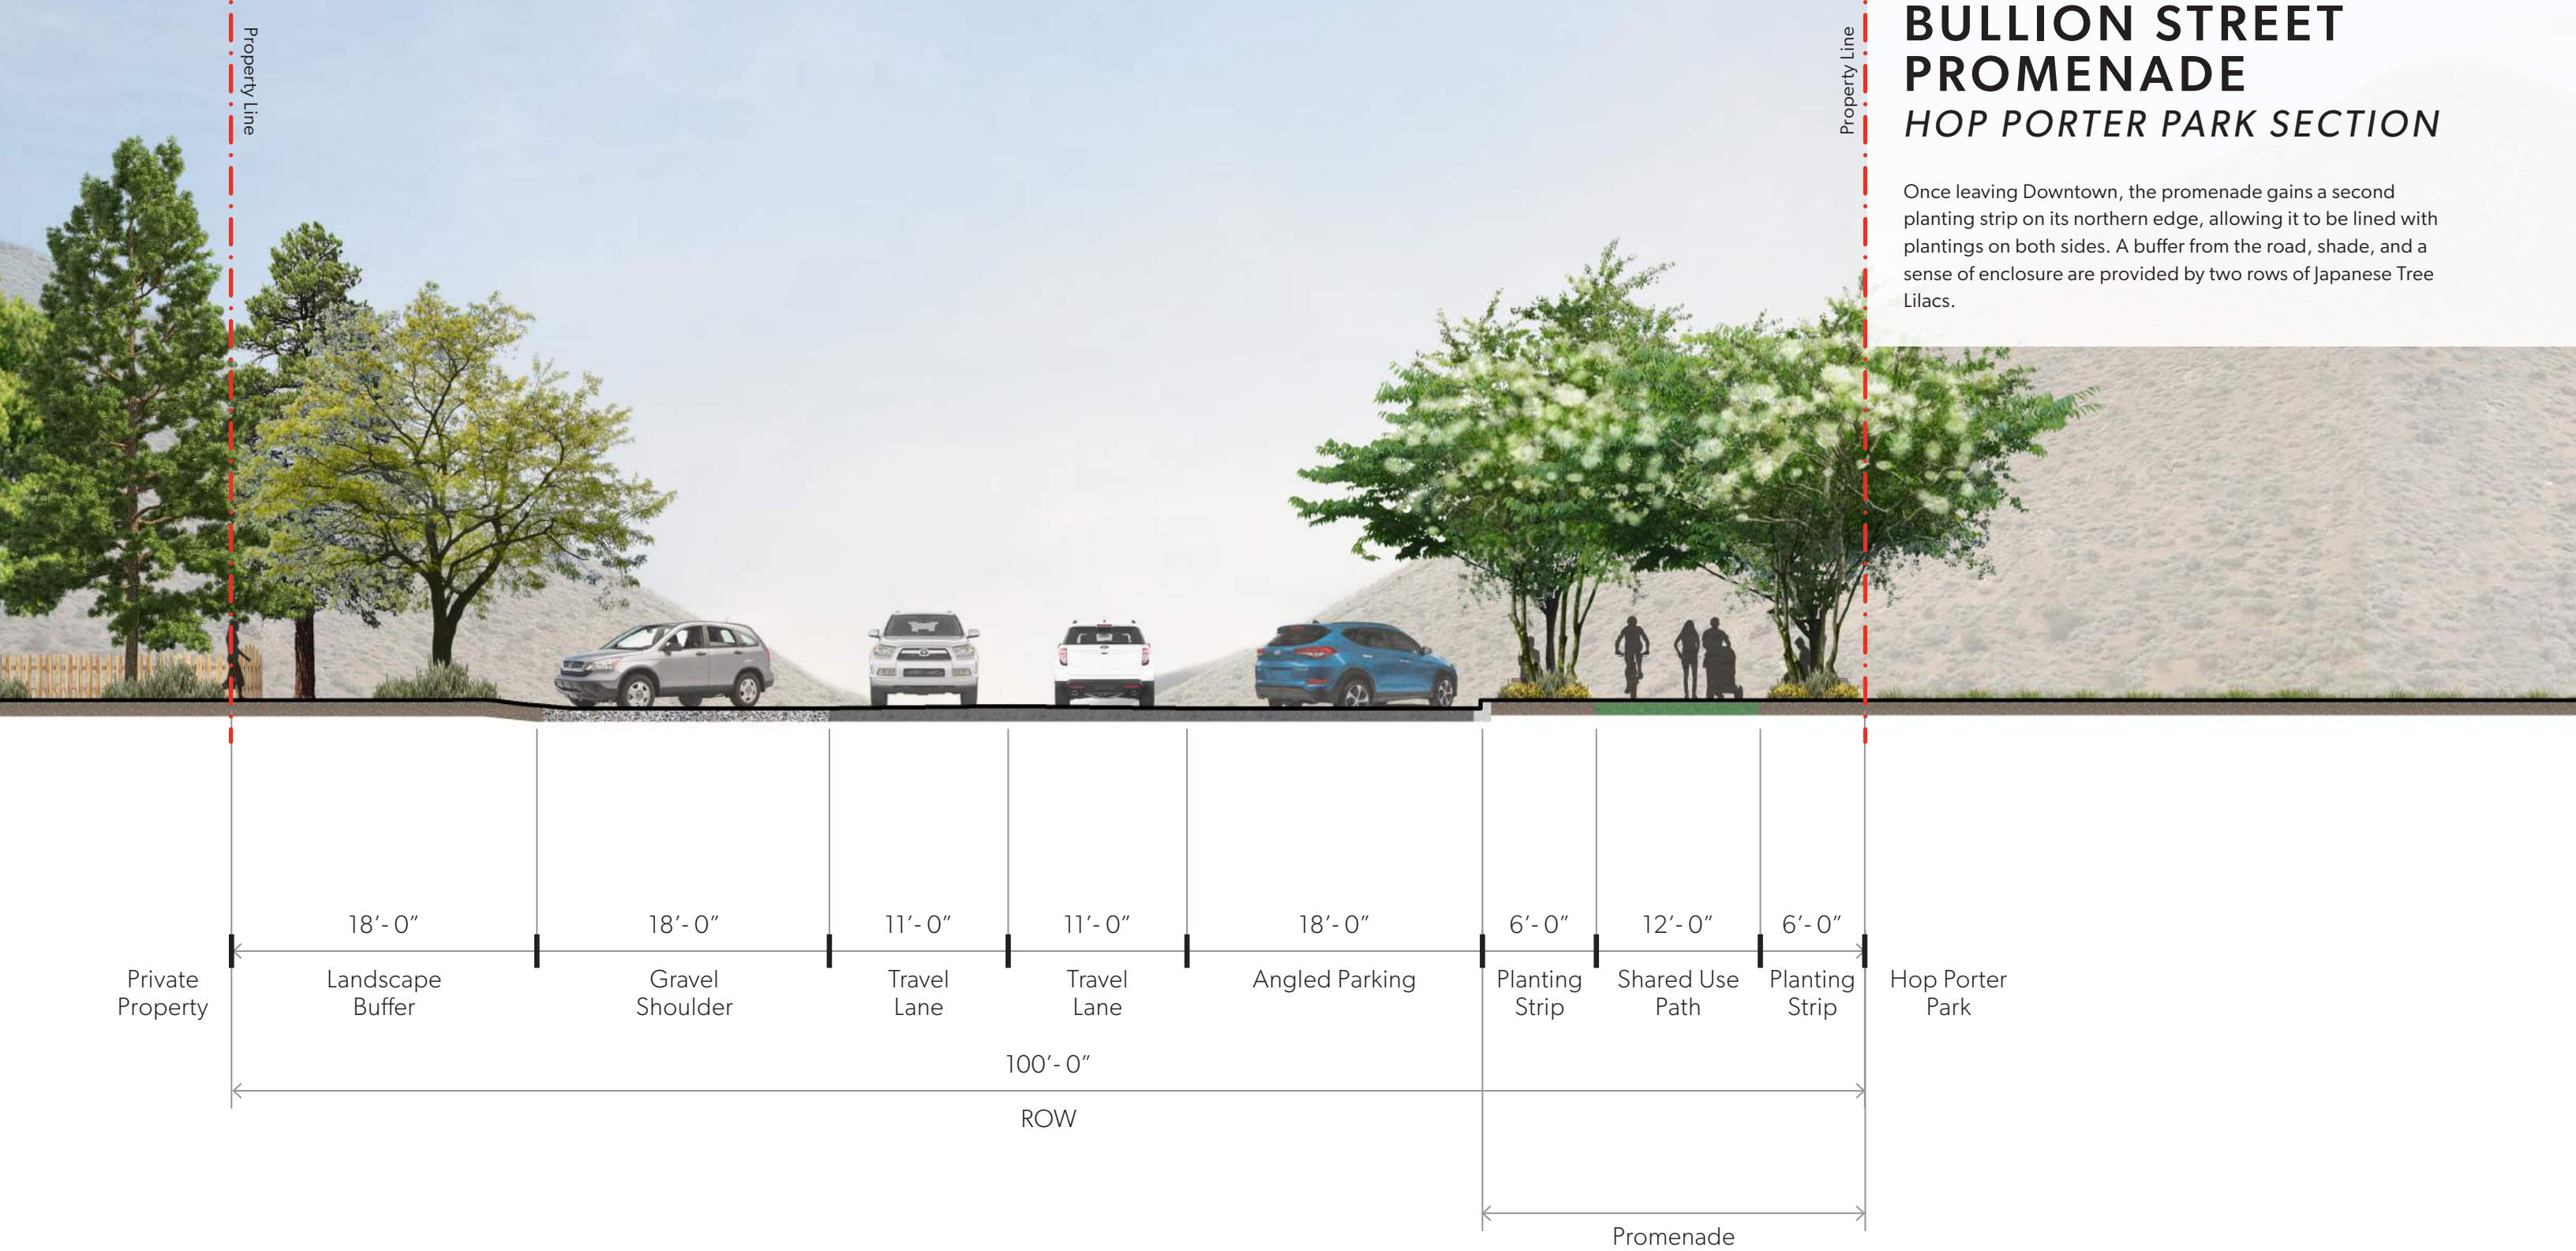 Property Line
Property Line
BULLION STREET
PROMENADE
HOP PORTER PARK SECTION
Once leaving Downtown, the promenade gains a second
planting strip on its northern edge, allowing it to be lined with
plantings on both sides. A buffer from the road, shade, and a
sense of enclosure are provided by two rows of Japanese Tree
Lilacs.
18'-0"
18'-0"
11'-0"
11'-0"
18'-0"
6'-0"
12'-0"
6'-0"
Private
Property
Landscape
Buffer
Gravel
Shoulder
Travel
Lane
Travel
Lane
Angled Parking
Planting
Strip
Shared Use
Path
Planting
Strip
Hop Porter
Park
100'-0"
ROW
Promenade